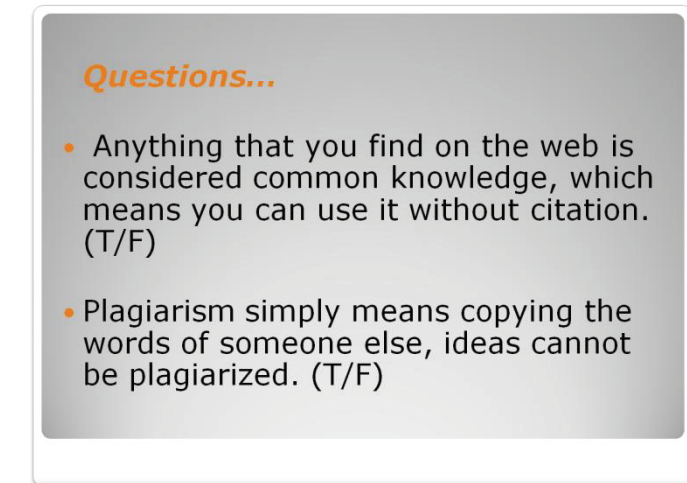 Questions...
• Anything that you find on the web is
considered common knowledge, which
means you can use it without citation.
(T/F)
• Plagiarism simply means copying the
words of someone else, ideas cannot
be plagiarized. (T/F)